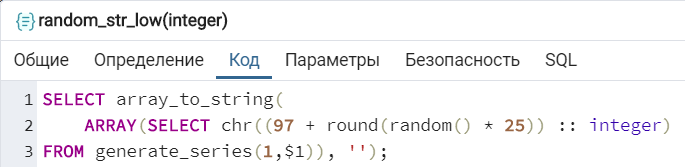 random_str_low(integer)
Общие Определение Код Параметры Безопасность SQL
1 SELECT array_to_string(
2 ARRAY(SELECT chr((97 + round(random() * 25)) :: integer)
3 FROM generate_series(1,$1)), '');